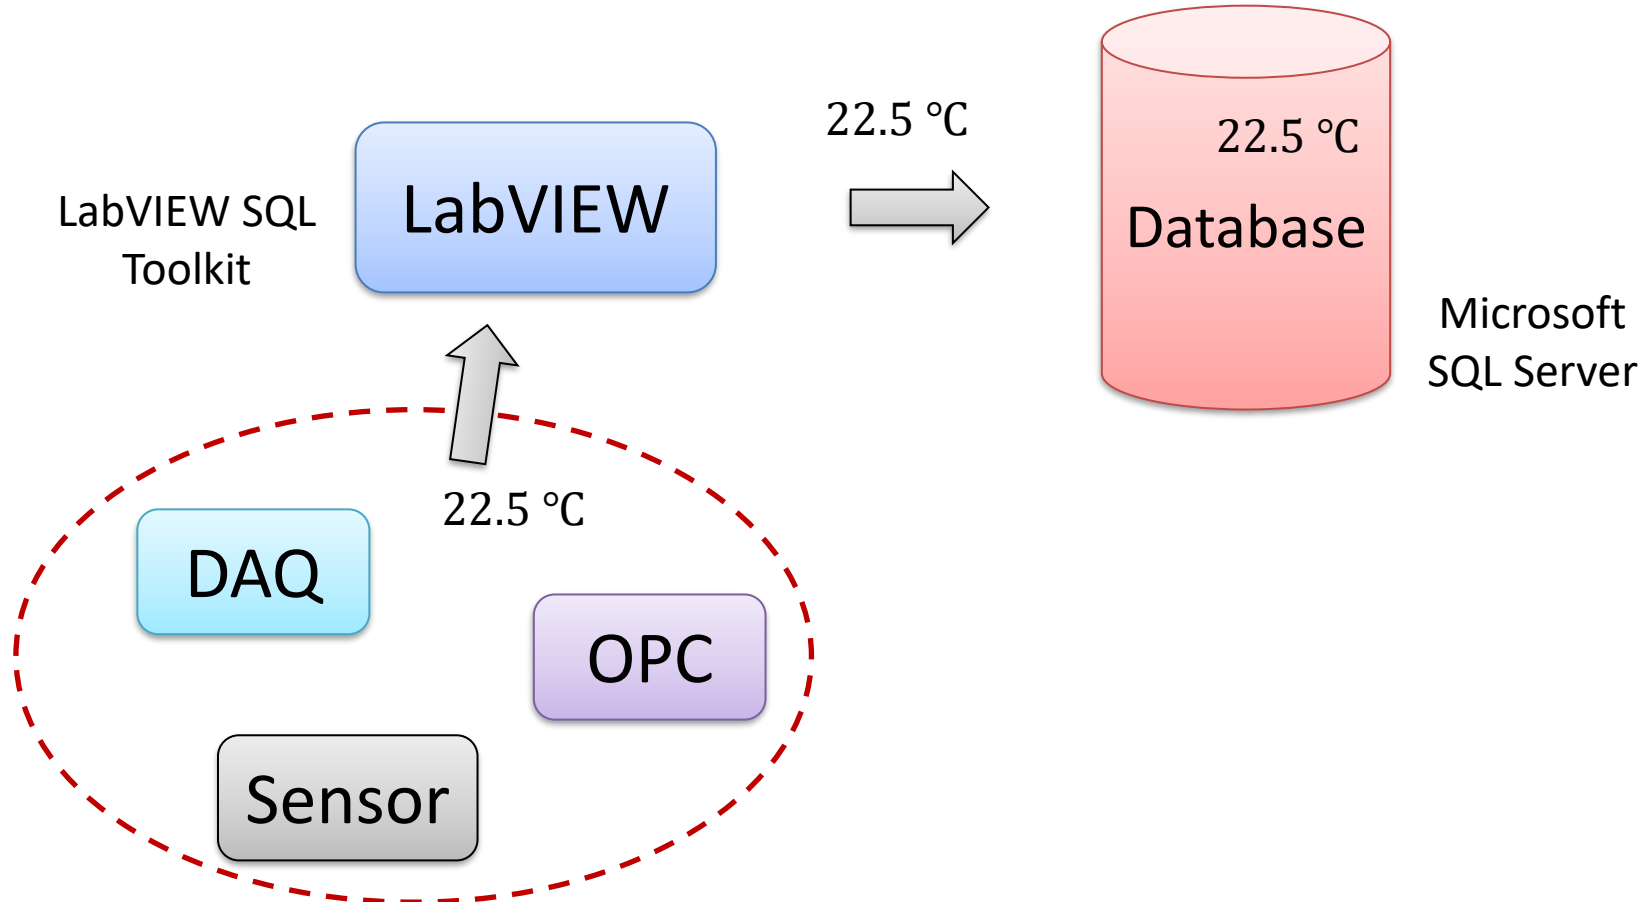 22.5 ℃
22.5 ℃
LabVIEW
LabVIEW SQL
Toolkit
Database
Microsoft
SQL Server
22.5 ℃
DAQ
OPC
Sensor